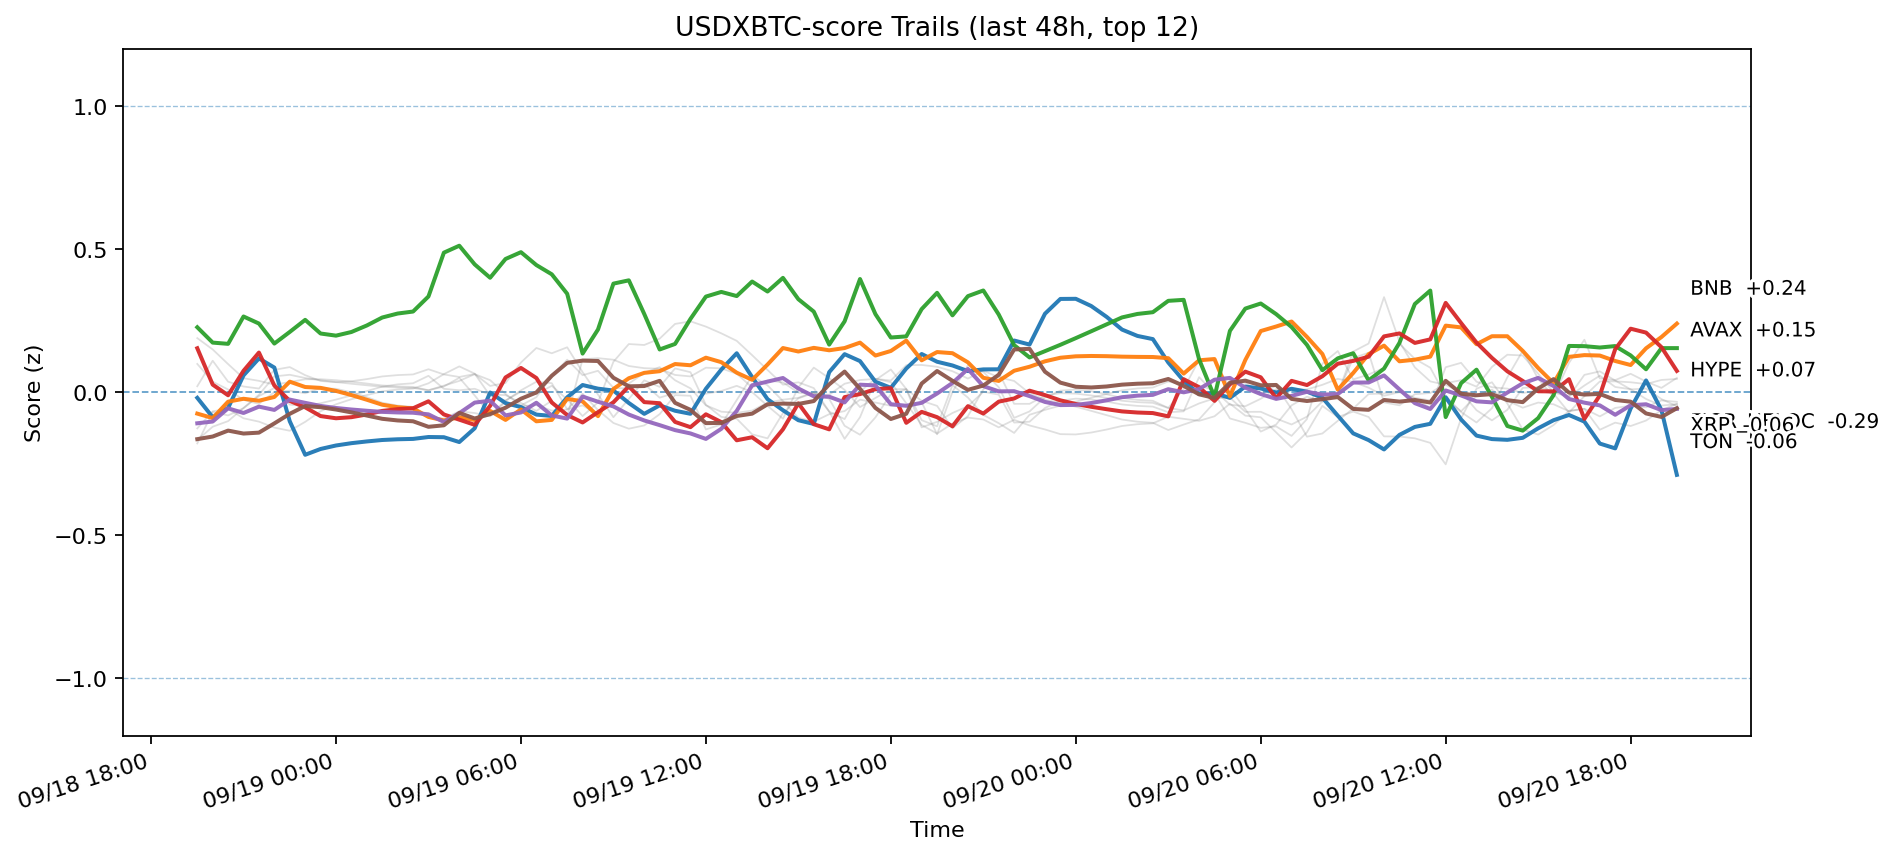 USDXBTC-score Trails (last 48h, top 12)
Score (z)
1.0
0.5
0.0
−0.5
−1.0
BNB +0.24
AVAX +0.15
HYPE +0.07
-0.29
XRP -0.06
TON -0.06
09/18 18:00
09/19 00:00
09/19 06:00
09/19 12:00
09/19 18:00
09/20 00:00
09/20 06:00
09/20 12:00
09/20 18:00
Time